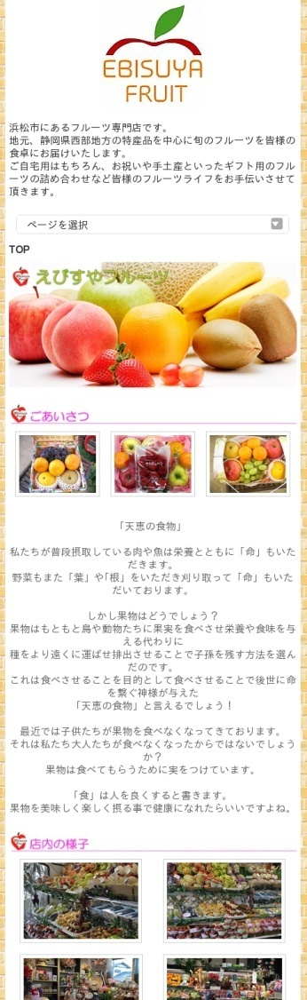 EBISUYA
FRUIT
浜松市にあるフルーツ専門店です。
地元、静岡県西部地方の特産品を中心に旬のフルーツを皆様の
食卓にお届けいたします。
ご自宅用はもちろん、お祝いや手土産といったギフト用のフル
ーツの詰め合わせなど皆様のフルーツライフをお手伝いさせて
頂きます。
ページを選択
TOP
えびすやフルーツ
ごあいさつ
「天恵の食物」
私たちが普段摂取している肉や魚は栄養とともに「命」もいた
だきます。
野菜もまた「葉」や「根」をいただき刈り取って「命」もいた
だいております。
しかし果物はどうでしょう？
果物はもともと鳥や動物たちに果実を食べさせ栄養や食味を与
える代わりに
種をより遠くに運ばせ排出させることで子孫を残す方法を選ん
だのです。
これは食べさせることを目的として食べさせることで後世に命
を繋ぐ神様が与えた
「天恵の食物」と言えるでしょう！
最近では子供たちが果物を食べなくなってきております。
それは私たち大人たちが食べなくなったからではないでしょう
か？
果物は食べてもらうために実をつけています。
「食」は人を良くすると書きます。
果物を美味しく楽しく摂る事で健康になれたらいいですよね。
店内の様子